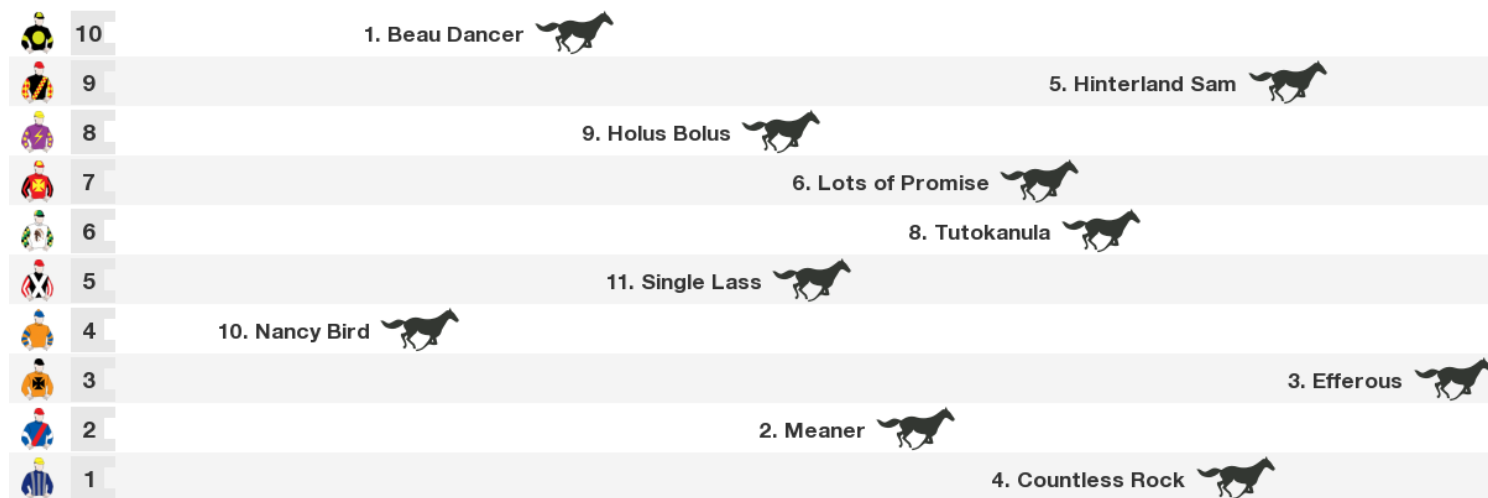 10 1. Beau Dancer
9 5. Hinterland Sam
8 9. Holus Bolus
7 6. Lots of Promise
6 8. Tutokanula
5 11. Single Lass
4 10. Nancy Bird
3 3. Efferous
2 2. Meaner
1 4. Countless Rock